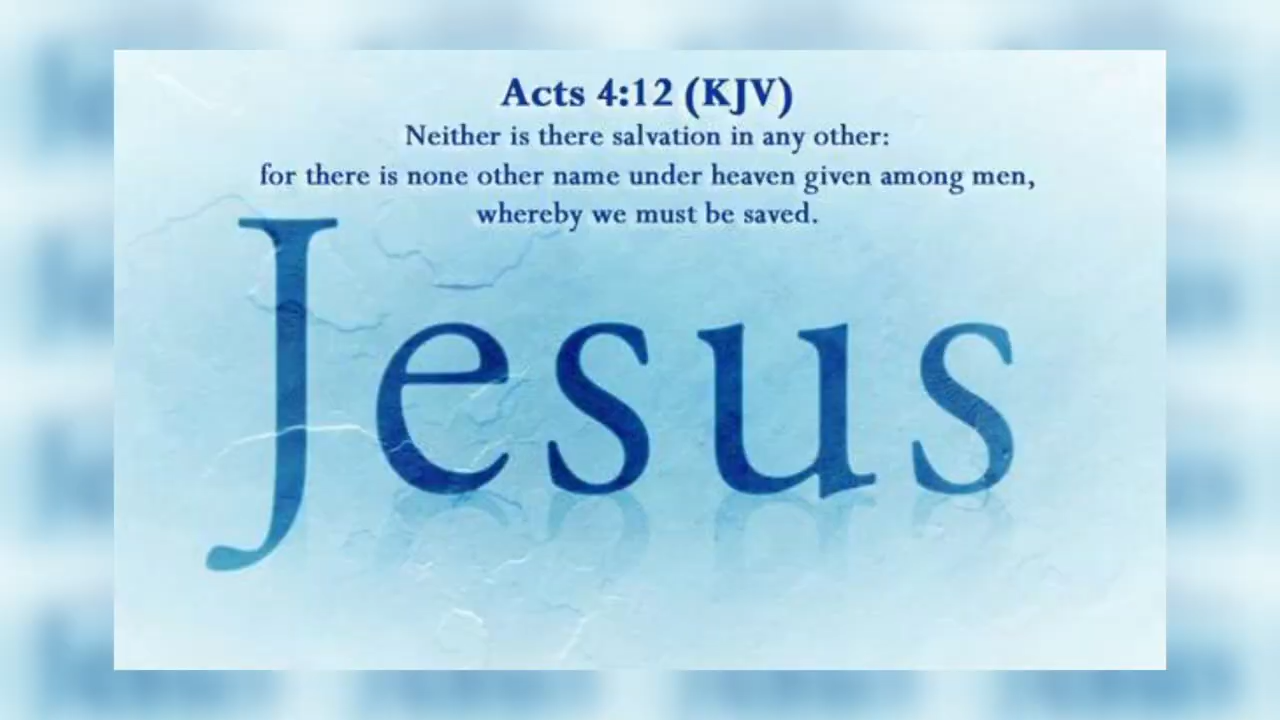 Acts 4:12 (KJV)
Neither is there salvation in any other:
for there is none other name under heaven given among men,
whereby we must be saved.
Jesus